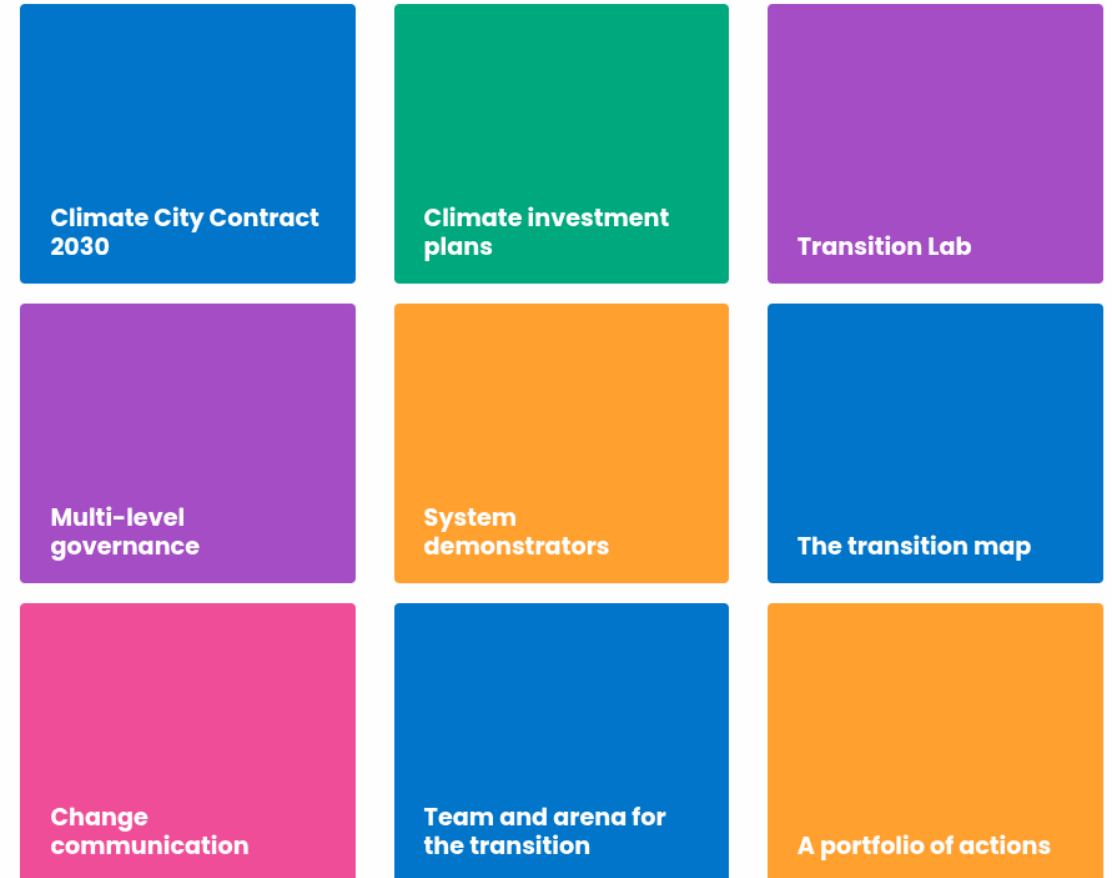 Climate City Contract
2030
Climate investment
plans
Transition Lab
Multi-level
governance
System
demonstrators
The transition map
Change
communication
Team and arena for
the transition
A portfolio of actions